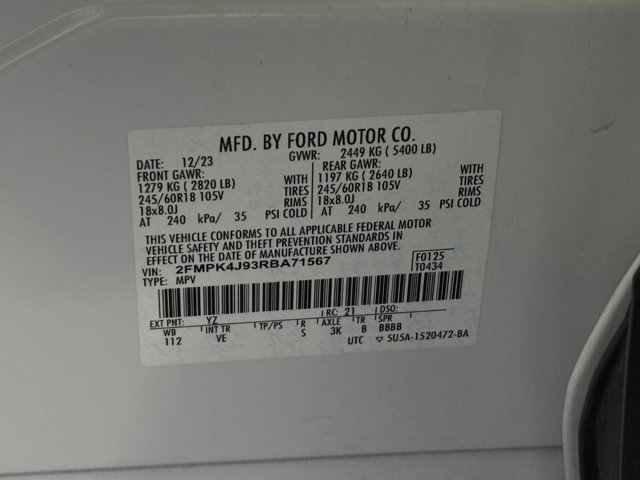 MFD. BY FORD MOTOR CO.
DATE: 12/23 GVWR: 2449 KG ( 5400 LB)
FRONT GAWR: REAR GAWR:
1279 KG ( 2820 LB) WITH 1197 KG ( 2640 LB) WITH
245/60R18 105V TIRES 245/60R18 105V TIRES
18x8.0J RIMS 18x8.0J RIMS
AT 240 kPa/ 35 PSI COLD AT 240 kPa/ 35 PSI COLD
THIS VEHICLE CONFORMS TO ALL APPLICABLE FEDERAL MOTOR
VEHICLE SAFETY AND THEFT PREVENTION STANDARDS IN
EFFECT ON THE DATE OF MANUFACTURE SHOWN ABOVE.
VIN: 2FMPK4J93RBA71567 F0125
TYPE: MPV T0434
EXT PNT: YZ RC: 21 DSO:
WB INT TR TP/PS R AXLE TR SPR
112 VE S 3K 8 BBBB
UTC ▽ 5U5A-1520472-BA